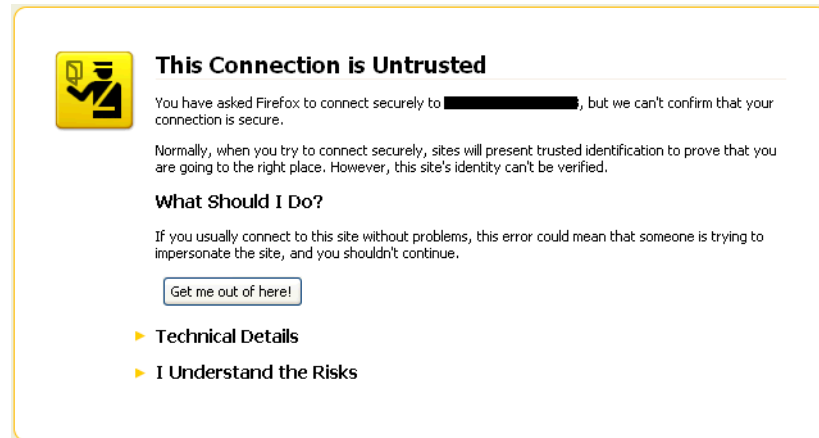 This Connection is Untrusted
You have asked Firefox to connect securely to , but we can't confirm that your
connection is secure.
Normally, when you try to connect securely, sites will present trusted identification to prove that you
are going to the right place. However, this site's identity can't be verified.
What Should I Do?
If you usually connect to this site without problems, this error could mean that someone is trying to
impersonate the site, and you shouldn't continue.
Get me out of here!
Technical Details
I Understand the Risks